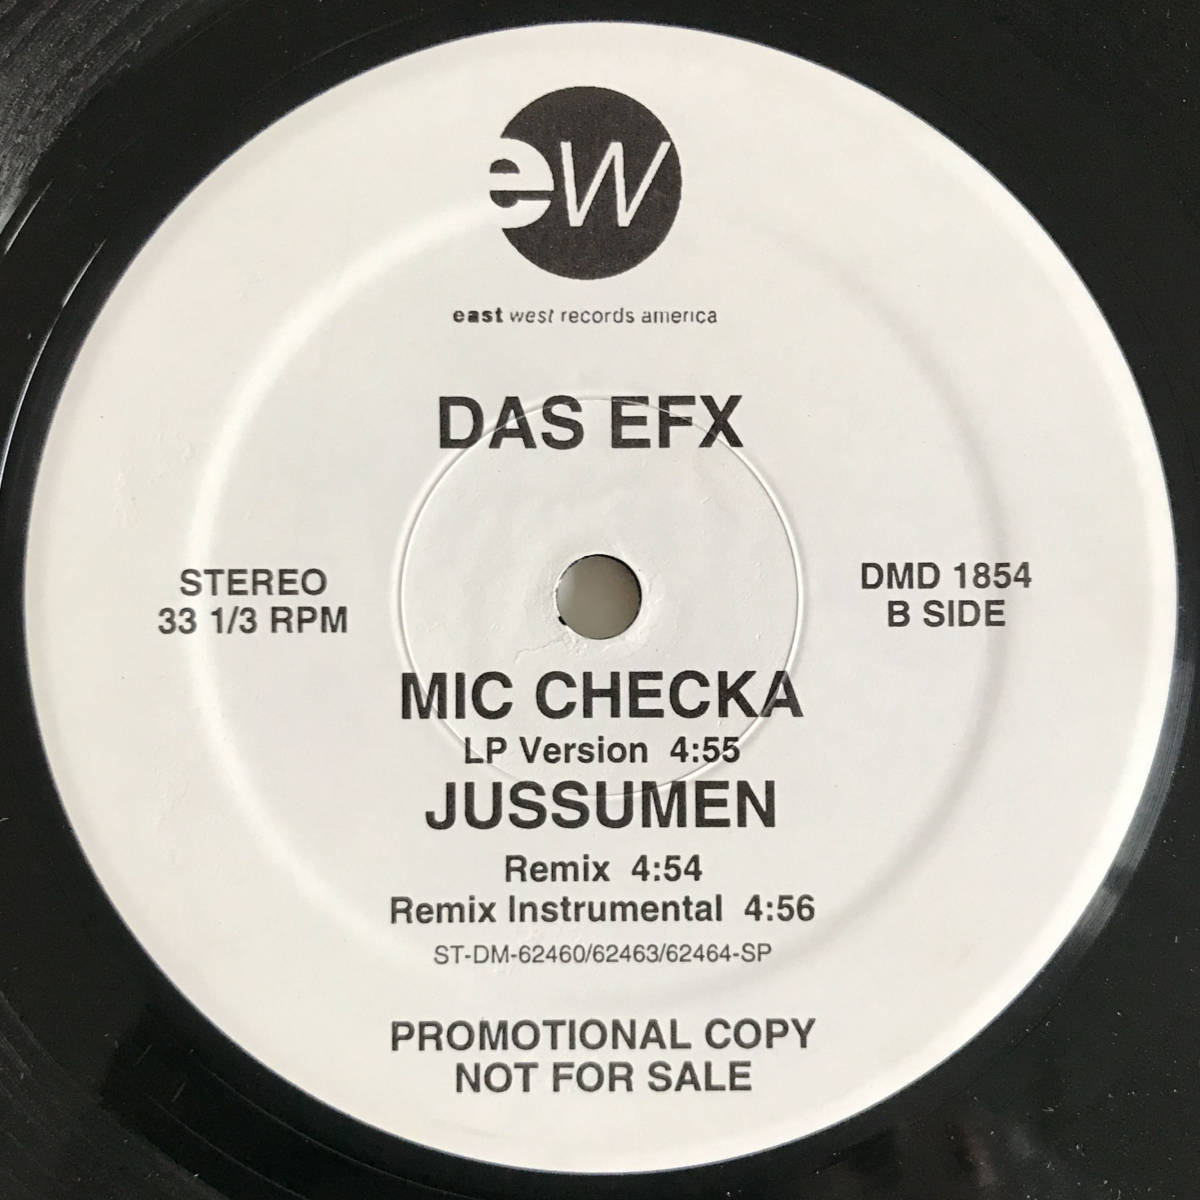 ew
east west records america
DAS EFX
STEREO
33 1/3 RPM
DMD 1854
B SIDE
MIC CHECKA
LP Version 4:55
JUSSUMEN
Remix 4:54
Remix Instrumental 4:56
ST-DM-62460/62463/62464-SP
PROMOTIONAL COPY
NOT FOR SALE